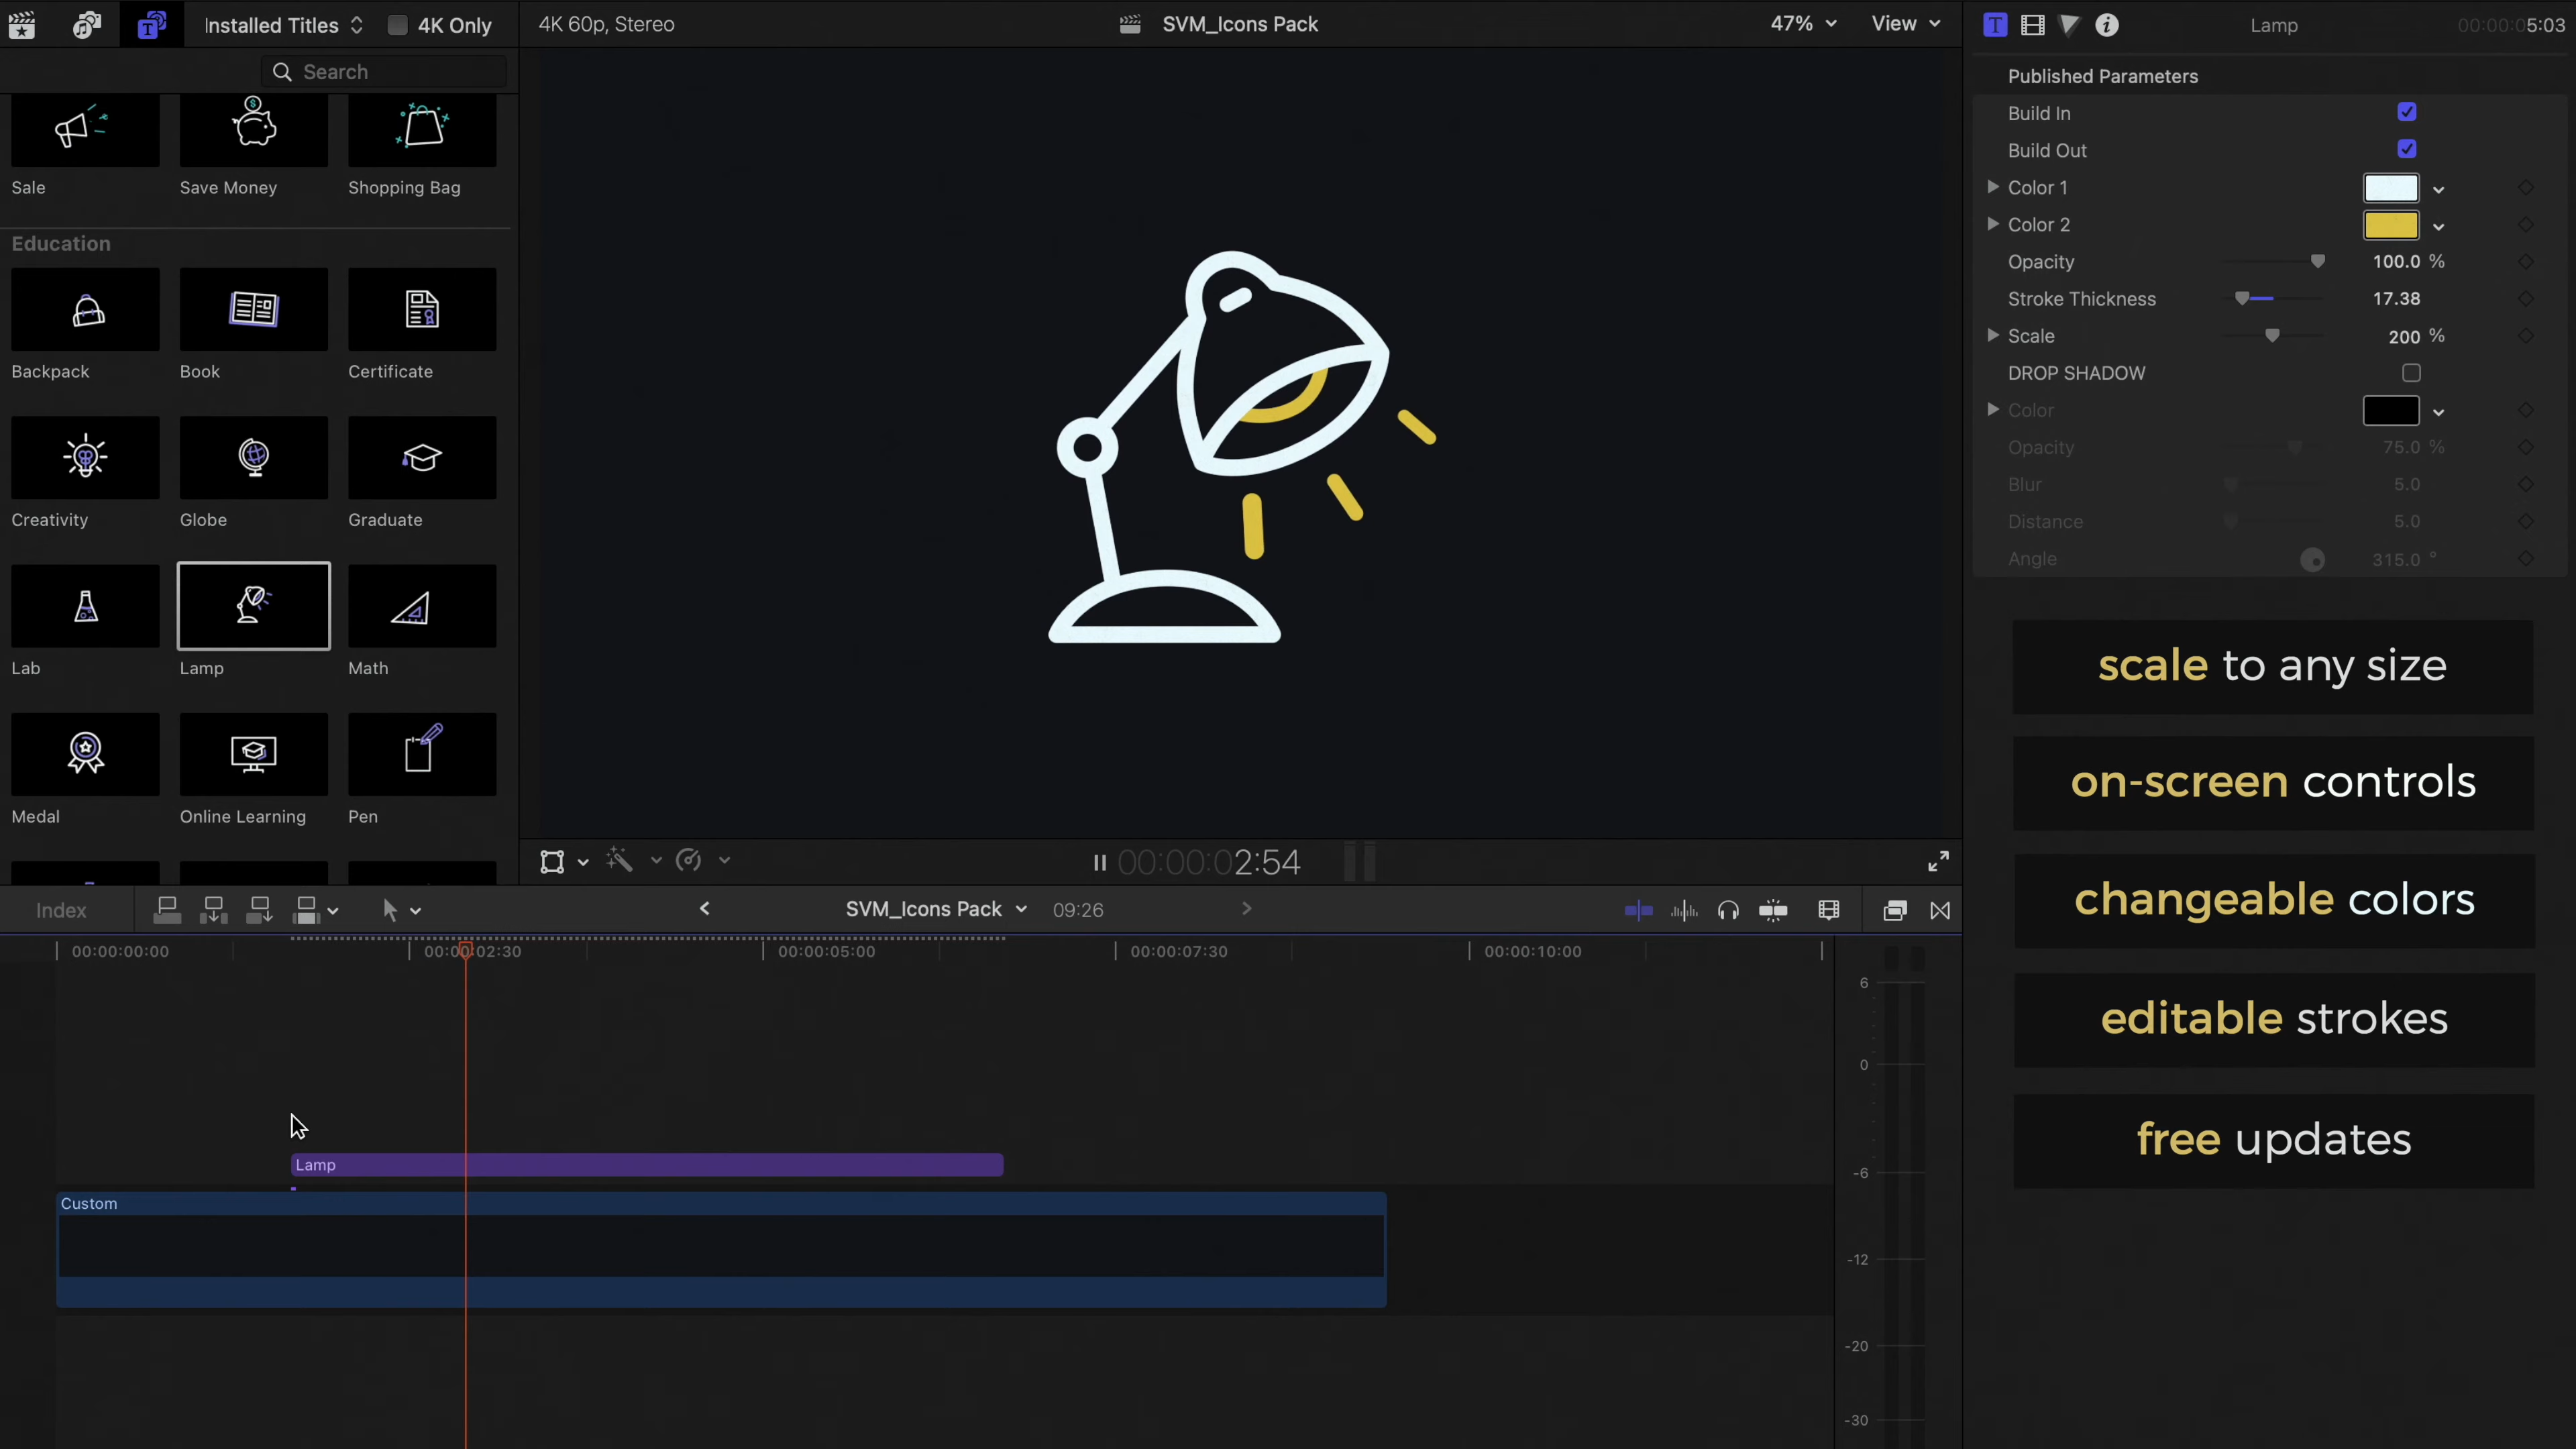 Installed Titles
4K Only
4K 60p, Stereo
SVM_Icons Pack
47%
View
Lamp
00:00:05:03
Search
Sale
Save Money
Shopping Bag
Education
Backpack
Book
Certificate
Creativity
Globe
Graduate
Lab
Lamp
Math
Medal
Online Learning
Pen
Published Parameters
Build In
Build Out
Color 1
Color 2
Opacity 100.0 %
Stroke Thickness 17.38
Scale 200 %
DROP SHADOW
Color
Opacity 75.0 %
Blur 5.0
Distance 5.0
Angle 315.0 °
scale to any size
on-screen controls
changeable colors
editable strokes
free updates
00:00:02:54
Index
SVM_Icons Pack
09:26
00:00:00:00
00:00:02:30
00:00:05:00
00:00:07:30
00:00:10:00
Lamp
Custom
6
0
-6
-12
-20
-30